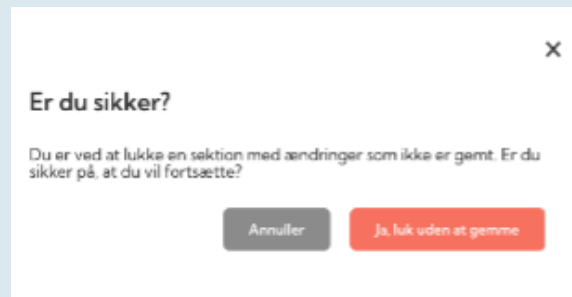 Er du sikker?
Du er ved at lukke en sektion med ændringer som ikke er gemt. Er du
sikker på, at du vil fortsætte?
Annuller
Ja, luk uden at gemme